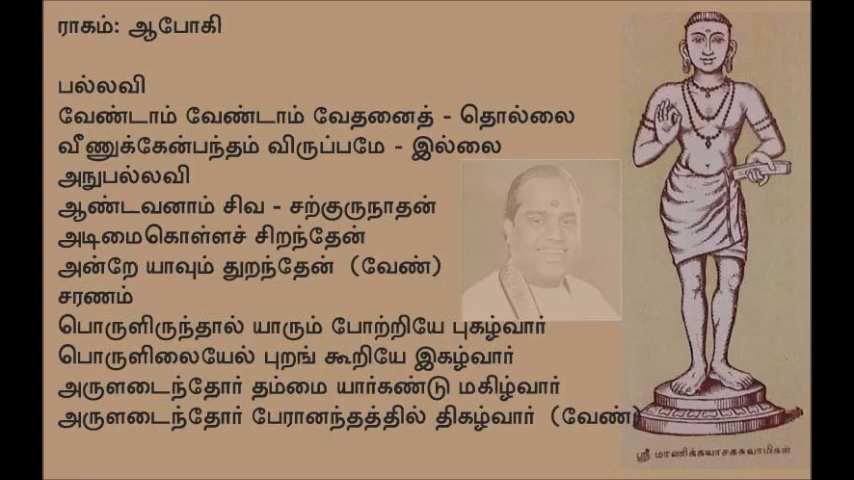 ராகம்: ஆபோகி
பல்லவி
வேண்டாம் வேண்டாம் வேதனைத் - தொல்லை
வீணுக்கேன்பந்தம் விருப்பமே - இல்லை
அநுபல்லவி
ஆண்டவனாம் சிவ - சற்குருநாதன்
அடிமைகொள்ளச் சிறந்தேன்
அன்றே யாவும் துறந்தேன் (வேண்)
சரணம்
பொருளிருந்தால் யாரும் போற்றியே புகழ்வார்
பொருளிலையேல் புறங் கூறியே இகழ்வார்
அருளடைந்தோர் தம்மை யார்கண்டு மகிழ்வார்
அருளடைந்தோர் பேரானந்தத்தில் திகழ்வார் (வேண்)
ஸ்ரீ மாணிக்கவாசகசுவாமிகள்